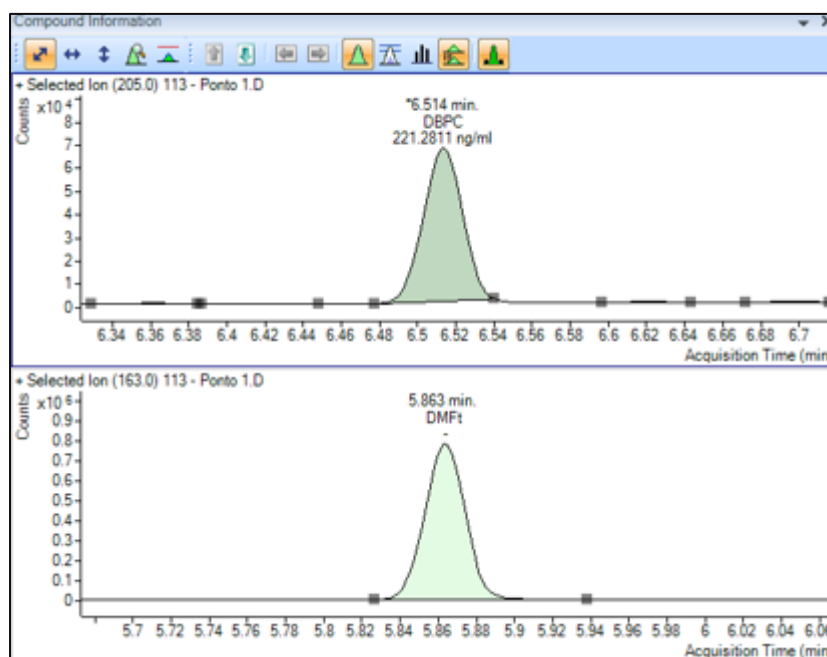 Compound Information
+ Selected Ion (205.0) 113 - Ponto 1.D
Counts
x10 4
8
7
6
5
4
3
2
1
0
*6.514 min.
DBPC
221.2811 ng/ml
6.34 6.36 6.38 6.4 6.42 6.44 6.46 6.48 6.5 6.52 6.54 6.56 6.58 6.6 6.62 6.64 6.66 6.68 6.7
Acquisition Time (min
+ Selected Ion (163.0) 113 - Ponto 1.D
Counts
x10 6
0.9
0.8
0.7
0.6
0.5
0.4
0.3
0.2
0.1
0
5.863 min.
DMFt
-
5.7 5.72 5.74 5.76 5.78 5.8 5.82 5.84 5.86 5.88 5.9 5.92 5.94 5.96 5.98 6 6.02 6.04 6.06
Acquisition Time (min